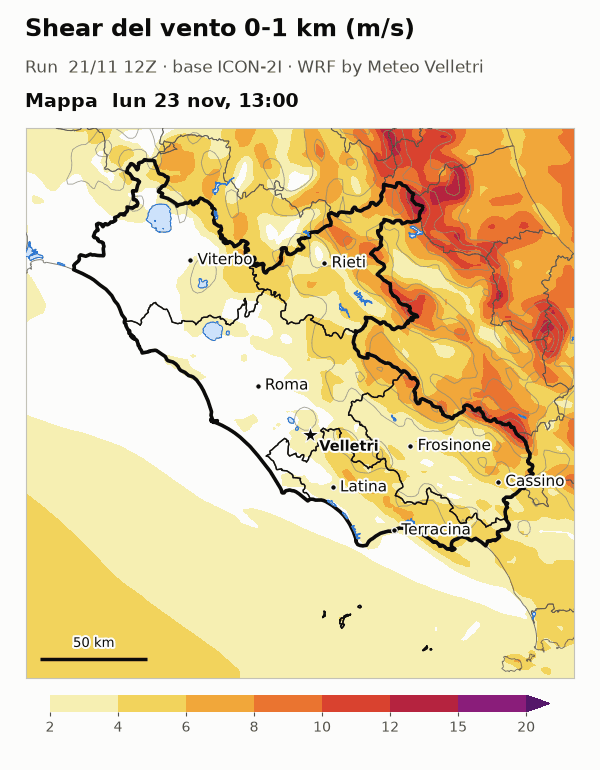 Shear del vento 0-1 km (m/s)
Run 21/11 12Z · base ICON-2I · WRF by Meteo Velletri
Mappa lun 23 nov, 13:00
Viterbo
Rieti
Roma
Velletri
Frosinone
Latina
Cassino
Terracina
50 km
2 4 6 8 10 12 15 20